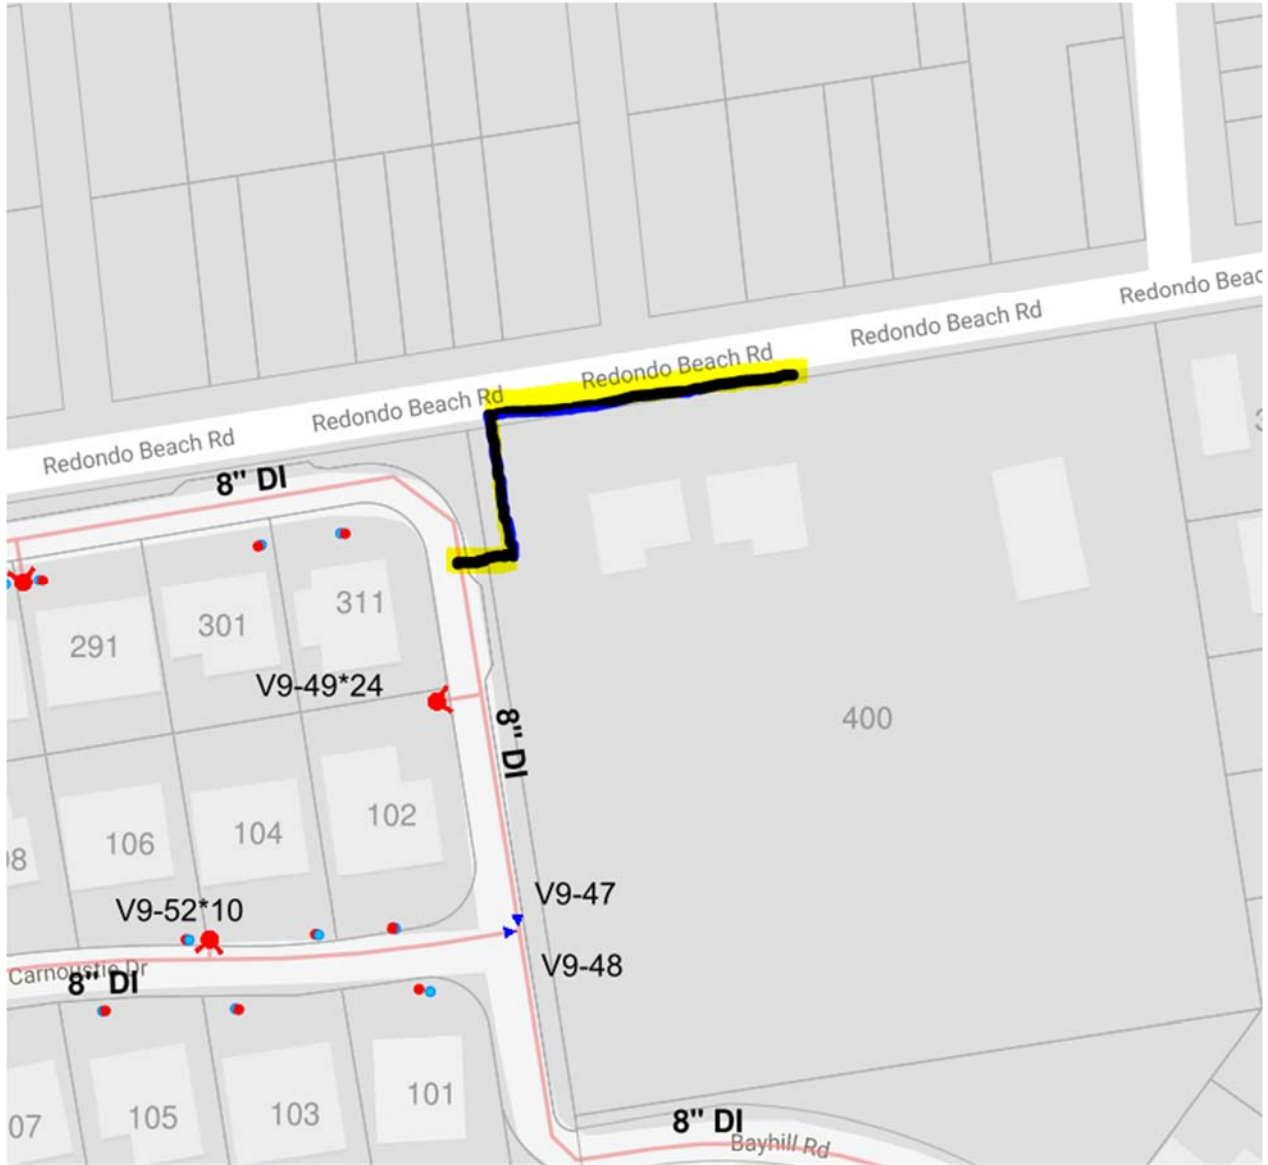 Redondo Beac
Redondo Beach Rd
Redondo Beach Rd
Redondo Beach Rd
Redondo Beach Rd
8" DI
311
301
291
V9-49*24
400
8" DI
102
104
106
V9-47
V9-52*10
V9-48
Carnoustie Dr
8" DI
101
103
105
07
8" DI
Bayhill Rd